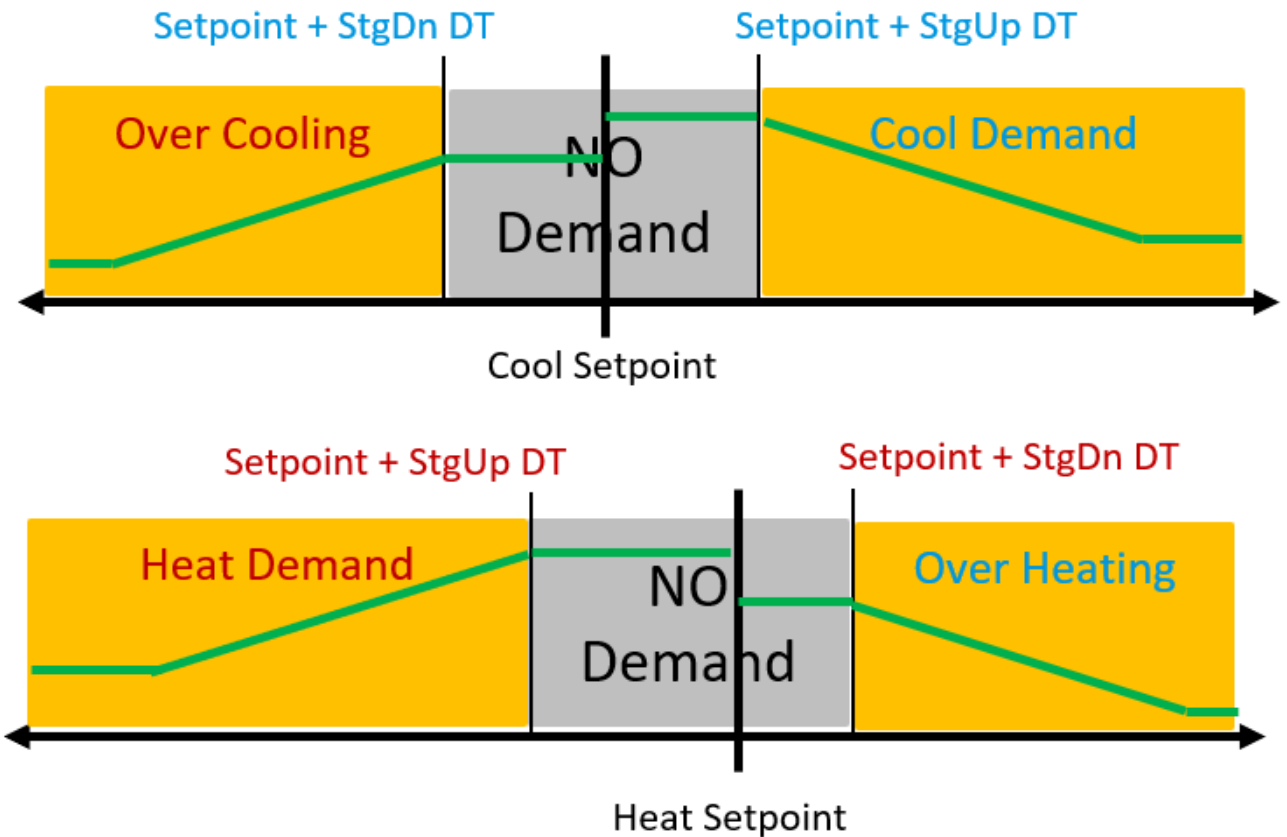 Setpoint + StgDn DT
Setpoint + StgUp DT
Over Cooling
NO
Demand
Cool Demand
Cool Setpoint
Setpoint + StgUp DT
Setpoint + StgDn DT
Heat Demand
NO
Demand
Over Heating
Heat Setpoint